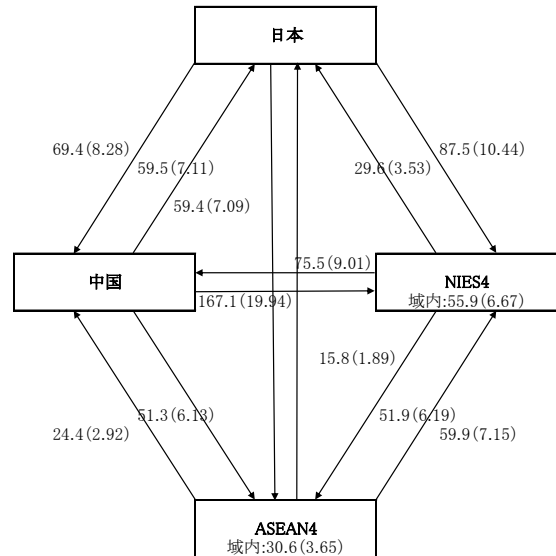 日本
69.4(8.28)
87.5(10.44)
59.5(7.11)
29.6(3.53)
59.4(7.09)
75.5(9.01)
中国
NIES4
167.1(19.94)
域内:55.9(6.67)
15.8(1.89)
51.3(6.13)
51.9(6.19)
24.4(2.92)
59.9(7.15)
ASEAN4
域内:30.6(3.65)